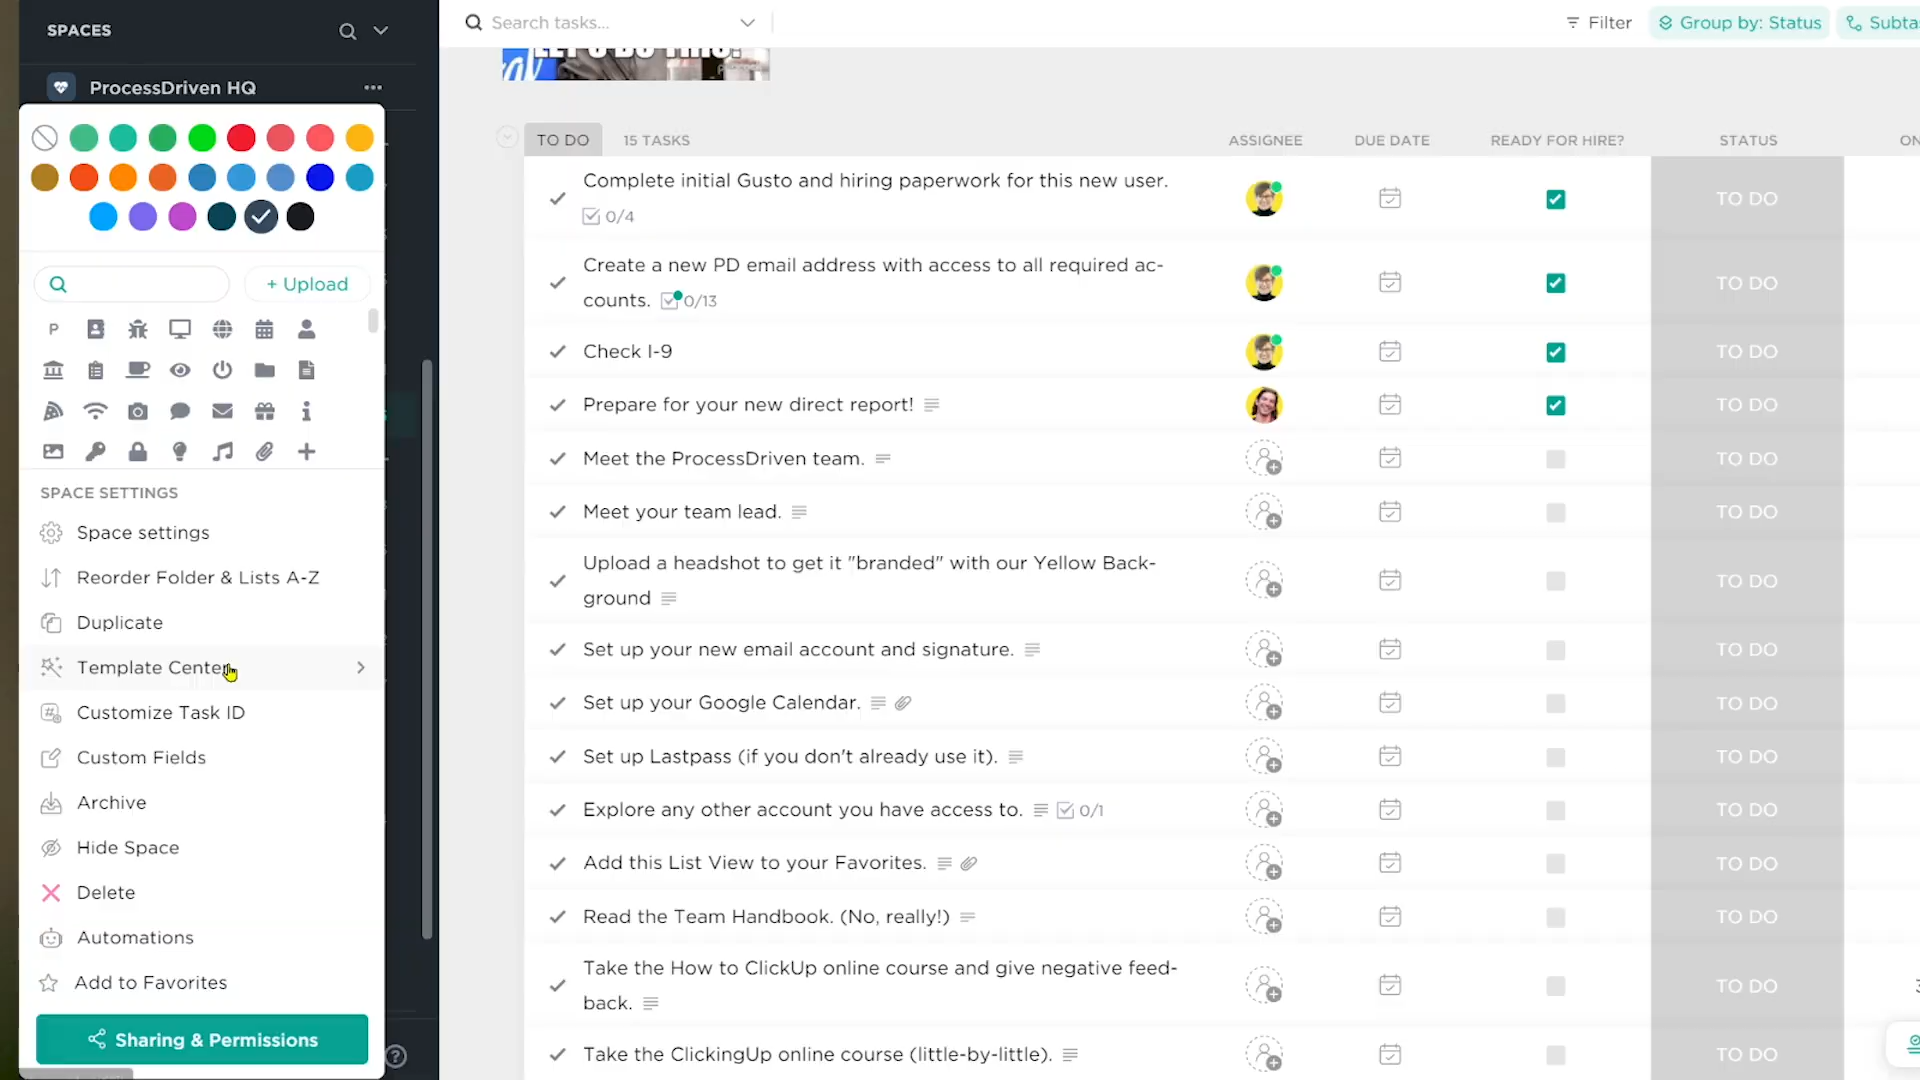 SPACES
ProcessDriven HQ
+ Upload
P
SPACE SETTINGS
Space settings
Reorder Folder & Lists A-Z
Duplicate
Template Center
Customize Task ID
Custom Fields
Archive
Hide Space
Delete
Automations
Add to Favorites
Sharing & Permissions
Search tasks...
Filter
Group by: Status
Subtas
LET'S DO THIS!
TO DO 15 TASKS ASSIGNEE DUE DATE READY FOR HIRE? STATUS ON
Complete initial Gusto and hiring paperwork for this new user.
0/4
TO DO
Create a new PD email address with access to all required ac-
counts. 0/13
TO DO
Check I-9 TO DO
Prepare for your new direct report! TO DO
Meet the ProcessDriven team. TO DO
Meet your team lead. TO DO
Upload a headshot to get it "branded" with our Yellow Back-
ground
TO DO
Set up your new email account and signature. TO DO
Set up your Google Calendar. TO DO
Set up Lastpass (if you don't already use it). TO DO
Explore any other account you have access to. 0/1 TO DO
Add this List View to your Favorites. TO DO
Read the Team Handbook. (No, really!) TO DO
Take the How to ClickUp online course and give negative feed-
back.
TO DO
Take the ClickingUp online course (little-by-little). TO DO